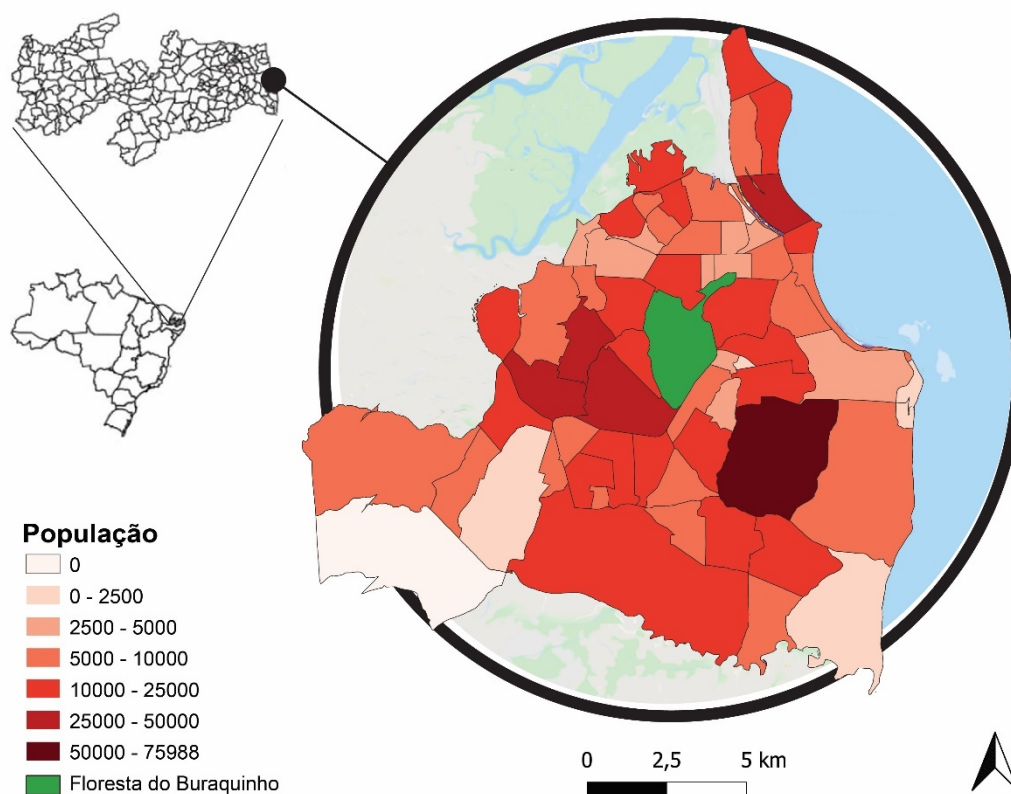 População
0
0 - 2500
2500 - 5000
5000 - 10000
10000 - 25000
25000 - 50000
50000 - 75988
Floresta do Buraquinho
0 2,5 5 km